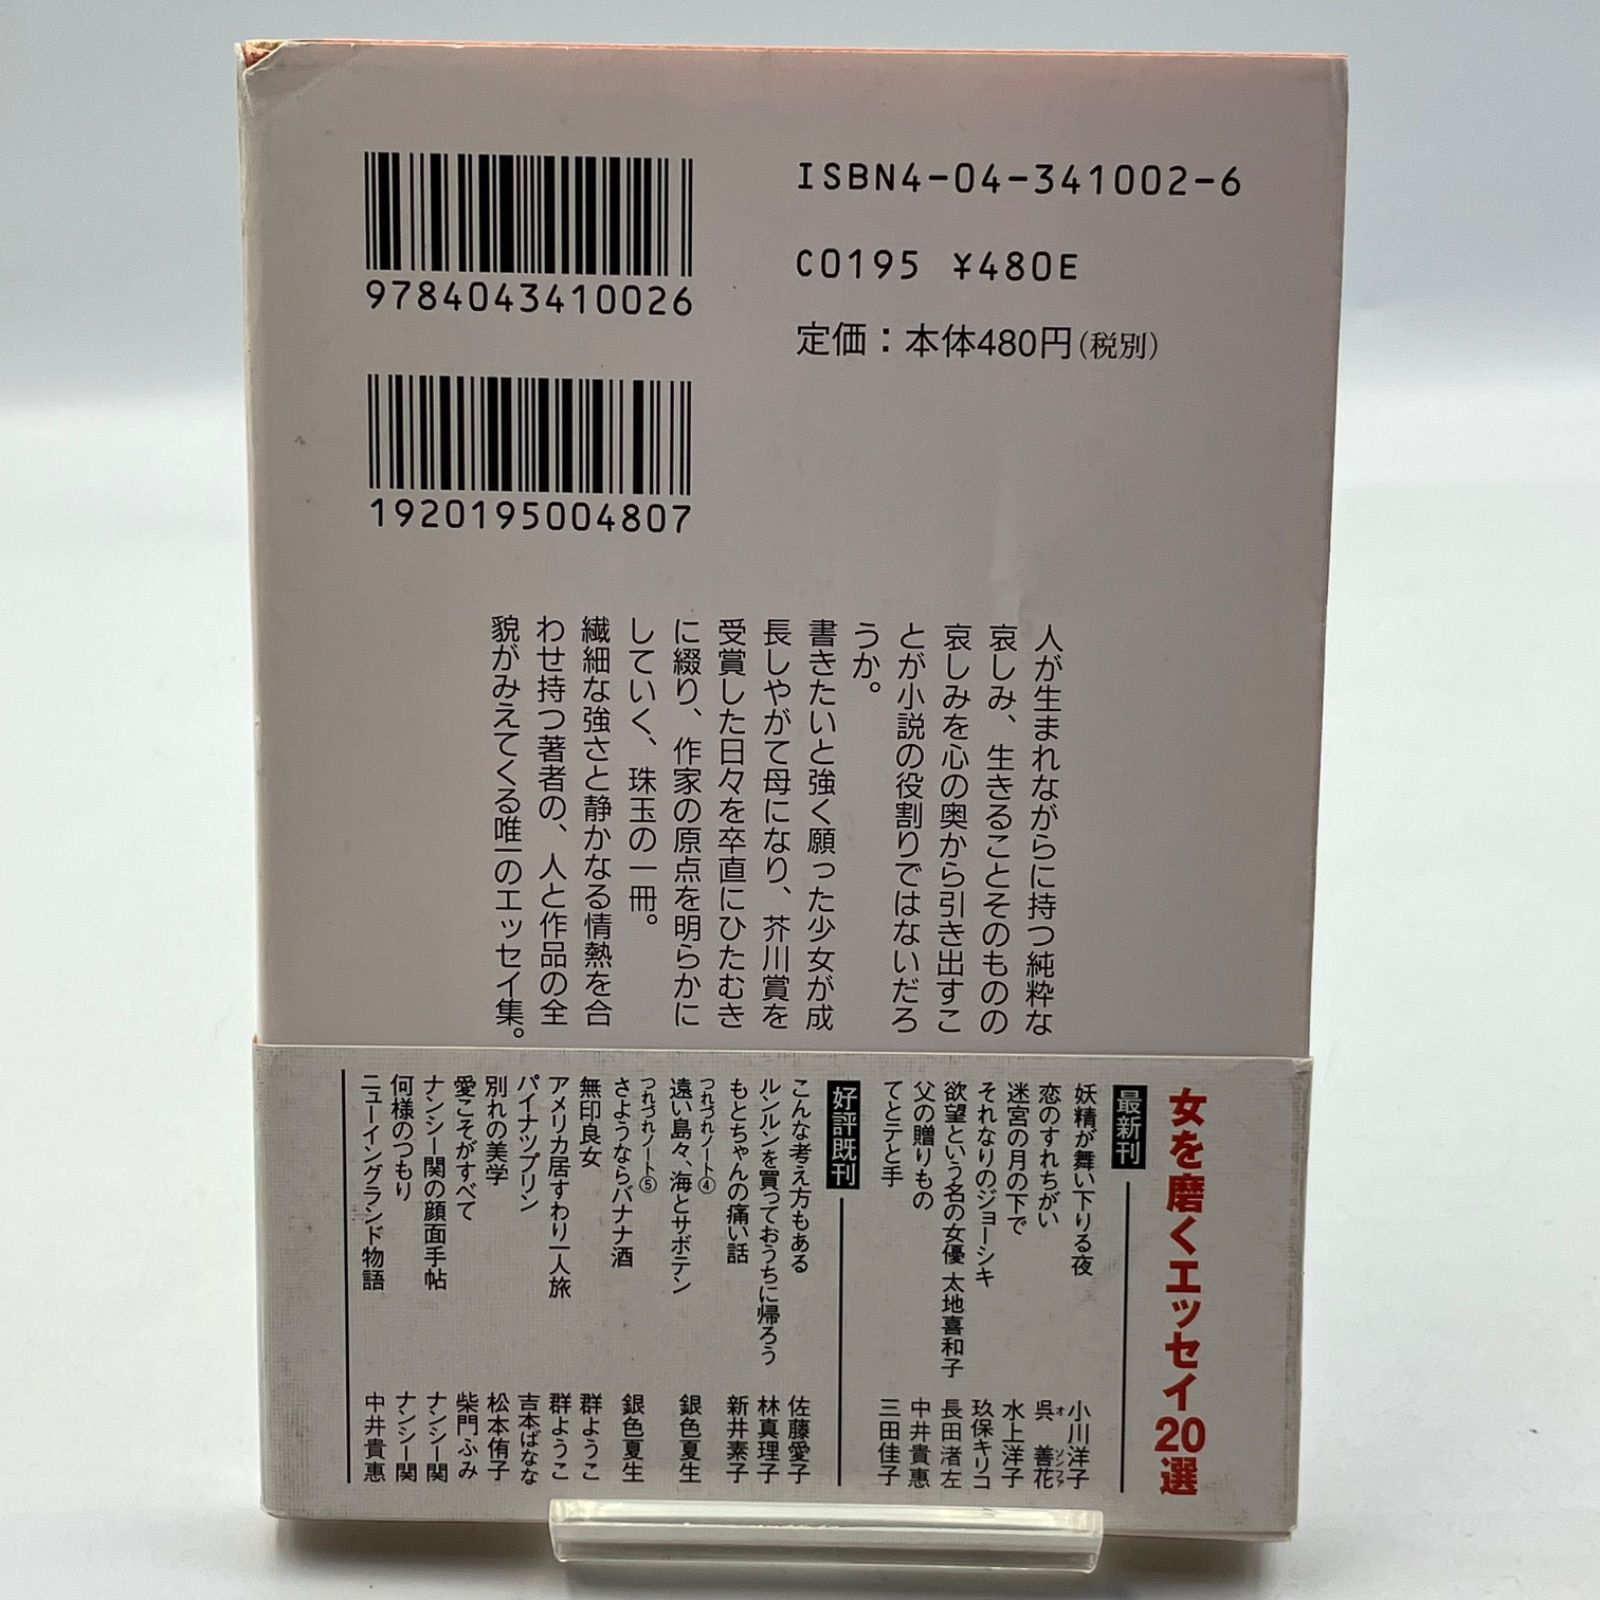 ISBN4-04-341002-6
C0195 ¥480E
定価：本体480円(税別)
9784043410026
1920195004807
人が生まれながらに持つ純粋な
哀しみ、生きることそのものの
哀しみを心の奥から引き出すこ
とが小説の役割りではないだろ
うか。
書きたいと強く願った少女が成
長しやがて母になり、芥川賞を
受賞した日々を卒直にひたむき
に綴り、作家の原点を明らかに
していく、珠玉の一冊。
繊細な強さと静かなる情熱を合
わせ持つ著者の、人と作品の全
貌がみえてくる唯一のエッセイ集。
女を磨くエッセイ20選
最新刊
妖精が舞い下りる夜 小川洋子
恋のすれちがい 呉善花 オ ソンファ
迷宮の月の下で 水上洋子
それなりのジョーシキ 玖保キリコ
欲望という名の女優 太地喜和子 長田渚左
父の贈りもの 中井貴惠
てとテと手 三田佳子
好評既刊
こんな考え方もある 佐藤愛子
ルンルンを買っておうちに帰ろう 林真理子
もとちゃんの痛い話 新井素子
つれづれノート④
遠い島々、海とサボテン 銀色夏生
つれづれノート⑤
さようならバナナ酒 銀色夏生
無印良女 群ようこ
アメリカ居すわり一人旅 群ようこ
パイナツプリン 吉本ばなな
別れの美学 松本侑子
愛こそがすべて 柴門ふみ
ナンシー関の顔面手帖 ナンシー関
何様のつもり ナンシー関
ニューイングランド物語 中井貴惠